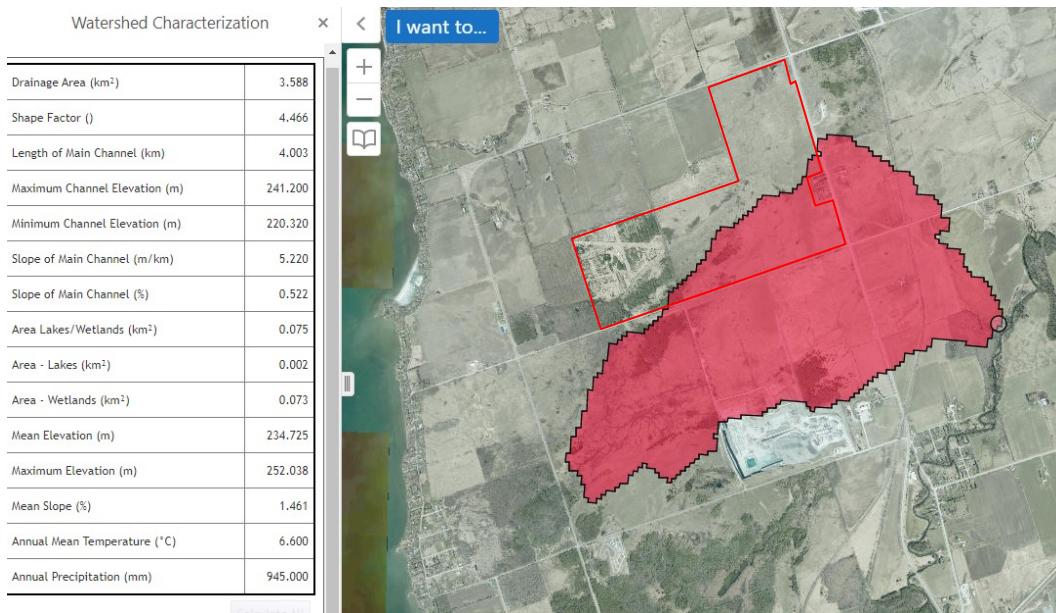 Watershed Characterization ×
I want to...
Drainage Area (km²) 3.588
Shape Factor () 4.466
Length of Main Channel (km) 4.003
Maximum Channel Elevation (m) 241.200
Minimum Channel Elevation (m) 220.320
Slope of Main Channel (m/km) 5.220
Slope of Main Channel (%) 0.522
Area Lakes/Wetlands (km²) 0.075
Area - Lakes (km²) 0.002
Area - Wetlands (km²) 0.073
Mean Elevation (m) 234.725
Maximum Elevation (m) 252.038
Mean Slope (%) 1.461
Annual Mean Temperature (°C) 6.600
Annual Precipitation (mm) 945.000